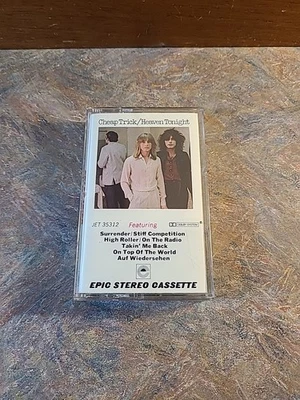 Cheap Trick/Heaven Tonight
JET 35312
Featuring
Surrender/Stiff Competition
High Roller/On The Radio
Takin' Me Back
On Top Of The World
Auf Wiedersehen
EPIC STEREO CASSETTE